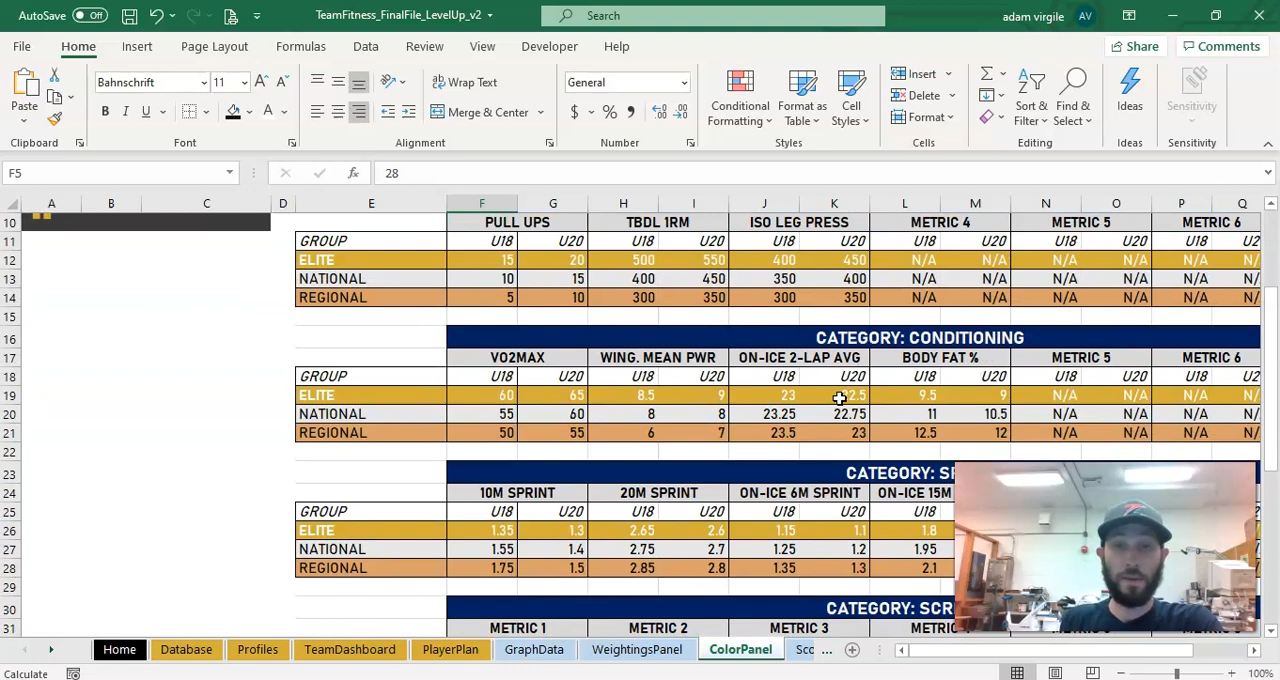 AutoSave Off TeamFitness_FinalFile_LevelUp_v2 Search adam virgile AV
File Home Insert Page Layout Formulas Data Review View Developer Help Share Comments
Paste Bahnschrift 11 Wrap Text General Conditional Formatting Format as Table Cell Styles Insert Delete Format Sort & Filter Find & Select Ideas Sensitivity
B I U Merge & Center $ % ,
Clipboard Font Alignment Number Styles Cells Editing Ideas Sensitivity
F5 fx 28
A B C D E F G H I J K L M N O P Q
10 PULL UPS TBDL 1RM ISO LEG PRESS METRIC 4 METRIC 5 METRIC 6
11 GROUP U18 U20 U18 U20 U18 U20 U18 U20 U18 U20 U18 U2
12 ELITE 15 20 500 550 400 450 N/A N/A N/A N/A N/A N/
13 NATIONAL 10 15 400 450 350 400 N/A N/A N/A N/A N/A N/
14 REGIONAL 5 10 300 350 300 350 N/A N/A N/A N/A N/A N/
15
16 CATEGORY: CONDITIONING
17 VO2MAX WING. MEAN PWR ON-ICE 2-LAP AVG BODY FAT % METRIC 5 METRIC 6
18 GROUP U18 U20 U18 U20 U18 U20 U18 U20 U18 U20 U18 U2
19 ELITE 60 65 8.5 9 23 2.5 9.5 9 N/A N/A N/A N/
20 NATIONAL 55 60 8 8 23.25 22.75 11 10.5 N/A N/A N/A N/
21 REGIONAL 50 55 6 7 23.5 23 12.5 12 N/A N/A N/A N/
22
23 CATEGORY: SP
24 10M SPRINT 20M SPRINT ON-ICE 6M SPRINT ON-ICE 15M
25 GROUP U18 U20 U18 U20 U18 U20 U18
26 ELITE 1.35 1.3 2.65 2.6 1.15 1.1 1.8
27 NATIONAL 1.55 1.4 2.75 2.7 1.25 1.2 1.95
28 REGIONAL 1.75 1.5 2.85 2.8 1.35 1.3 2.1
29
30 CATEGORY: SCR
31 METRIC 1 METRIC 2 METRIC 3 METRIC
Home Database Profiles TeamDashboard PlayerPlan GraphData WeightingsPanel ColorPanel Sco ...
Calculate 100%